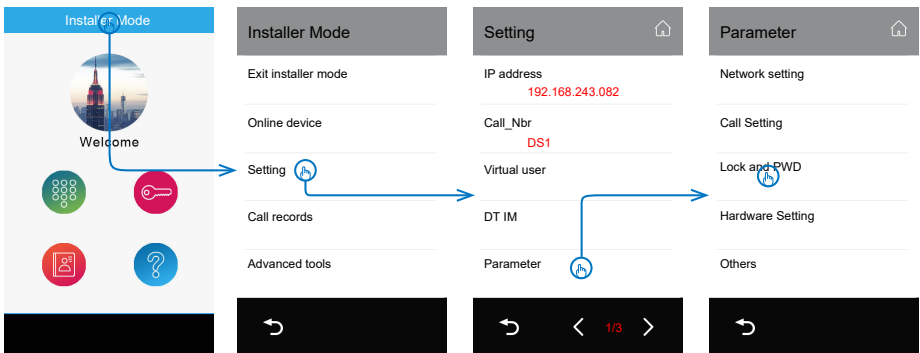 Installer Mode
Welcome
Installer Mode
Exit installer mode
Online device
Setting
Call records
Advanced tools
Setting
IP address
192.168.243.082
Call_Nbr
DS1
Virtual user
DT IM
Parameter
1/3
Parameter
Network setting
Call Setting
Lock and PWD
Hardware Setting
Others